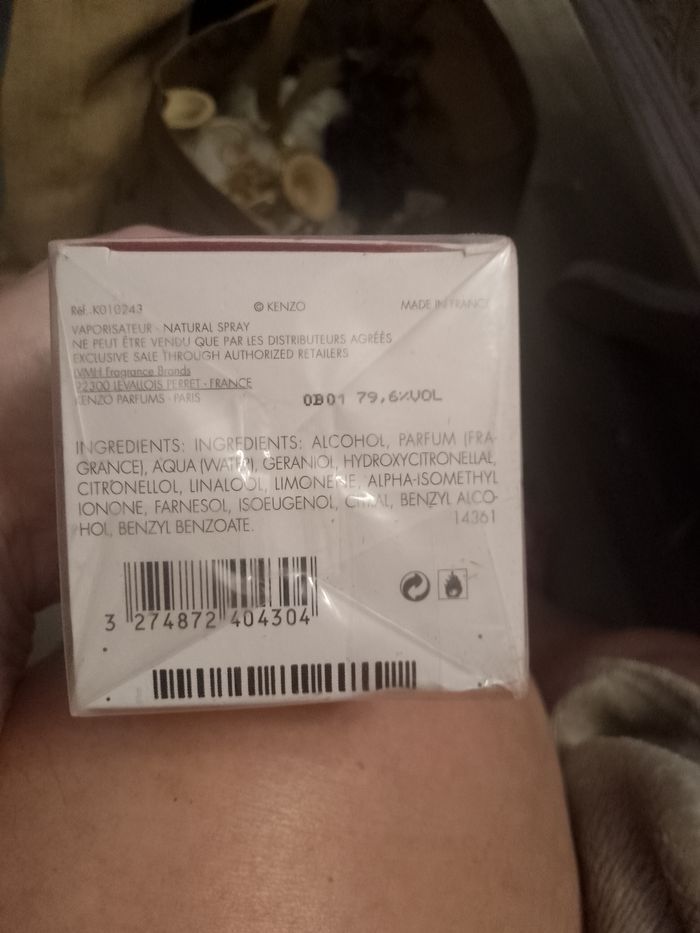 Réf. K010243 © KENZO MADE IN FRANCE
VAPORISATEUR - NATURAL SPRAY
NE PEUT ÊTRE VENDU QUE PAR LES DISTRIBUTEURS AGRÉÉS
EXCLUSIVE SALE THROUGH AUTHORIZED RETAILERS
LVMH Fragrance Brands
92300 LEVALLOIS PERRET - FRANCE
KENZO PARFUMS - PARIS 0B01 79,6%VOL
INGREDIENTS: INGREDIENTS: ALCOHOL, PARFUM (FRA-
GRANCE), AQUA (WATER), GERANIOL, HYDROXYCITRONELLAL,
CITRONELLOL, LINALOOL, LIMONENE, ALPHA-ISOMETHYL
IONONE, FARNESOL, ISOEUGENOL, CITRAL, BENZYL ALCO-
HOL, BENZYL BENZOATE. 14361
3 274872 404304